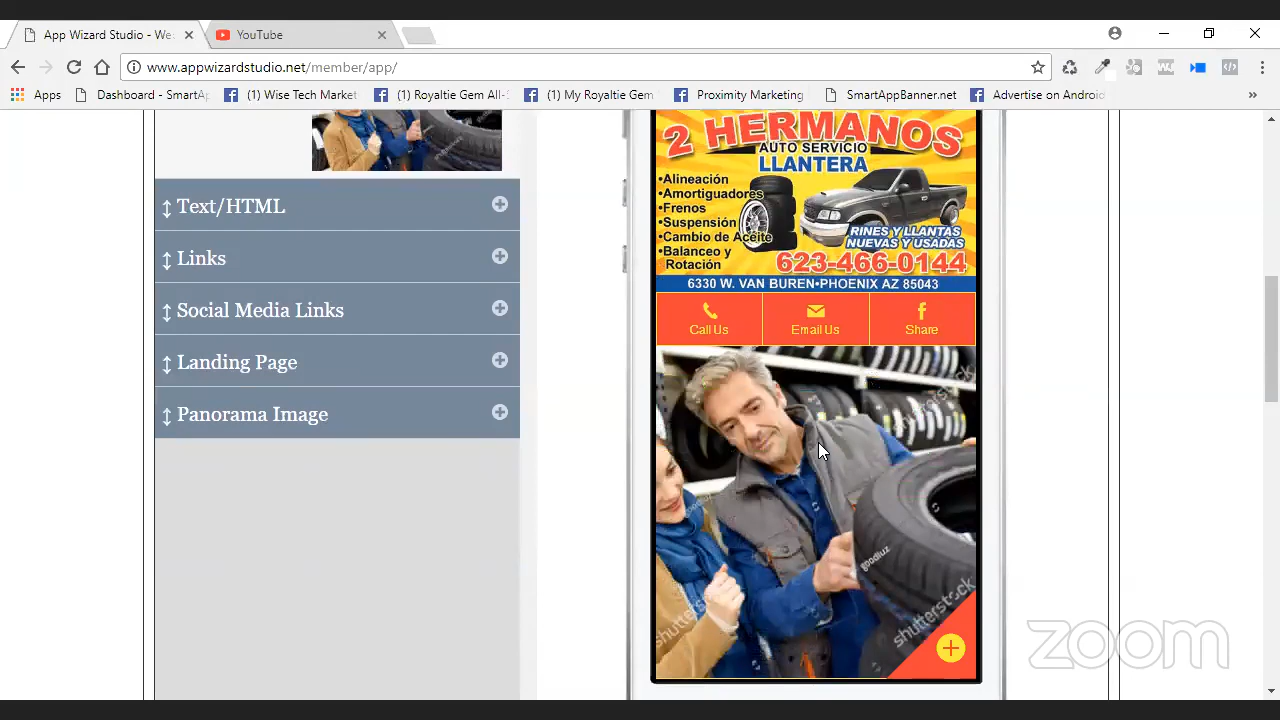 App Wizard Studio - We
YouTube
www.appwizardstudio.net/member/app/
Apps
Dashboard - SmartAp
(1) Wise Tech Market
(1) Royaltie Gem All-S
(1) My Royaltie Gem
Proximity Marketing
SmartAppBanner.net
Advertise on Android
»
Text/HTML
Links
Social Media Links
Landing Page
Panorama Image
2 HERMANOS
AUTO SERVICIO
LLANTERA
•Alineación
•Amortiguadores
•Frenos
•Suspensión
•Cambio de Aceite
•Balanceo y
Rotación
RINES Y LLANTAS
NUEVAS Y USADAS
623-466-0144
6330 W. VAN BUREN•PHOENIX AZ 85043
Call Us
Email Us
Share
shutterstock
goodluz
shutterstock
shutterstock
zoom